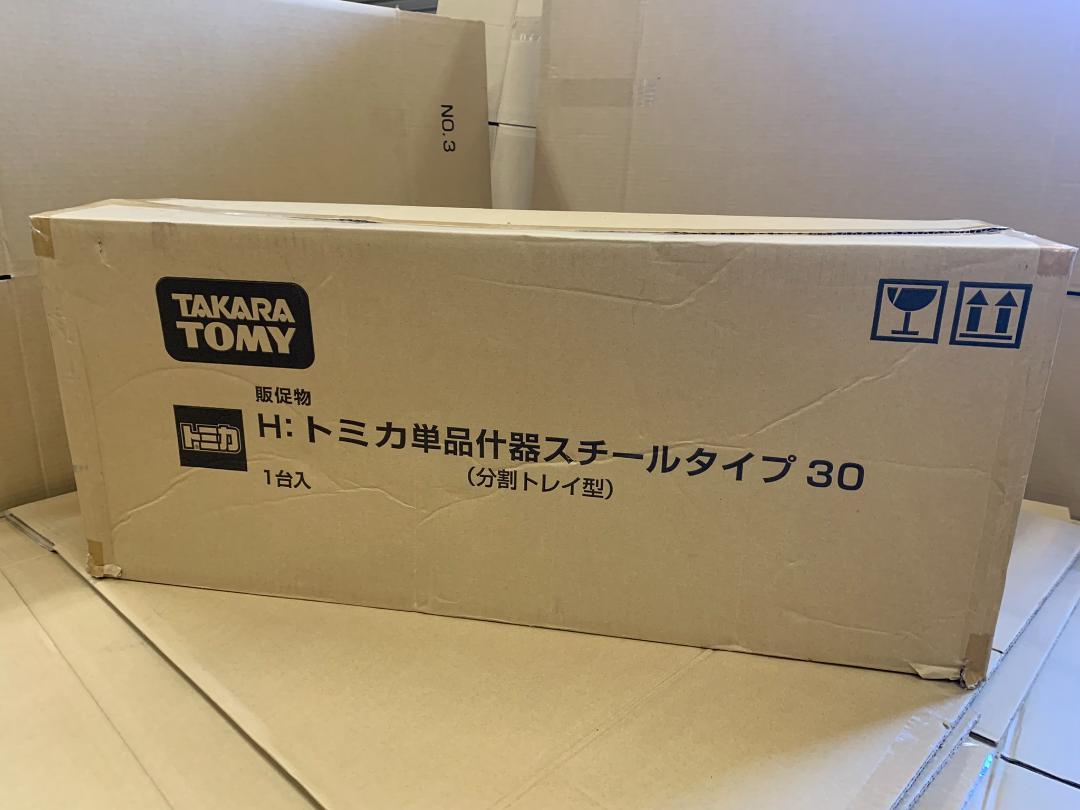 NO.3
TAKARA
TOMY
販促物
トミカ
H:トミカ単品什器スチールタイプ 30
1台入
(分割トレイ型)